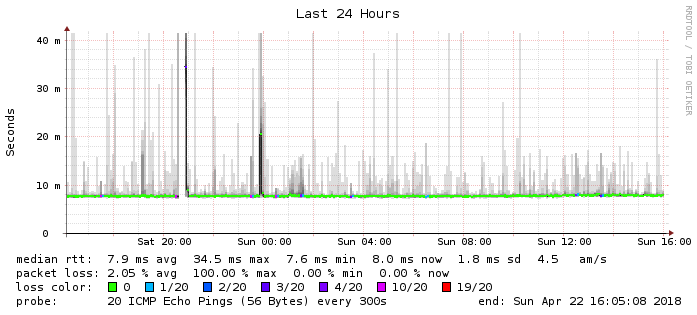 Last 24 Hours
RRDTOOL / TOBI OETIKER
Seconds
40 m
30 m
20 m
10 m
0
Sat 20:00 Sun 00:00 Sun 04:00 Sun 08:00 Sun 12:00 Sun 16:00
median rtt: 7.9 ms avg 34.5 ms max 7.6 ms min 8.0 ms now 1.8 ms sd 4.5 am/s
packet loss: 2.05 % avg 100.00 % max 0.00 % min 0.00 % now
loss color: 0 1/20 2/20 3/20 4/20 10/20 19/20
probe: 20 ICMP Echo Pings (56 Bytes) every 300s end: Sun Apr 22 16:05:08 2018